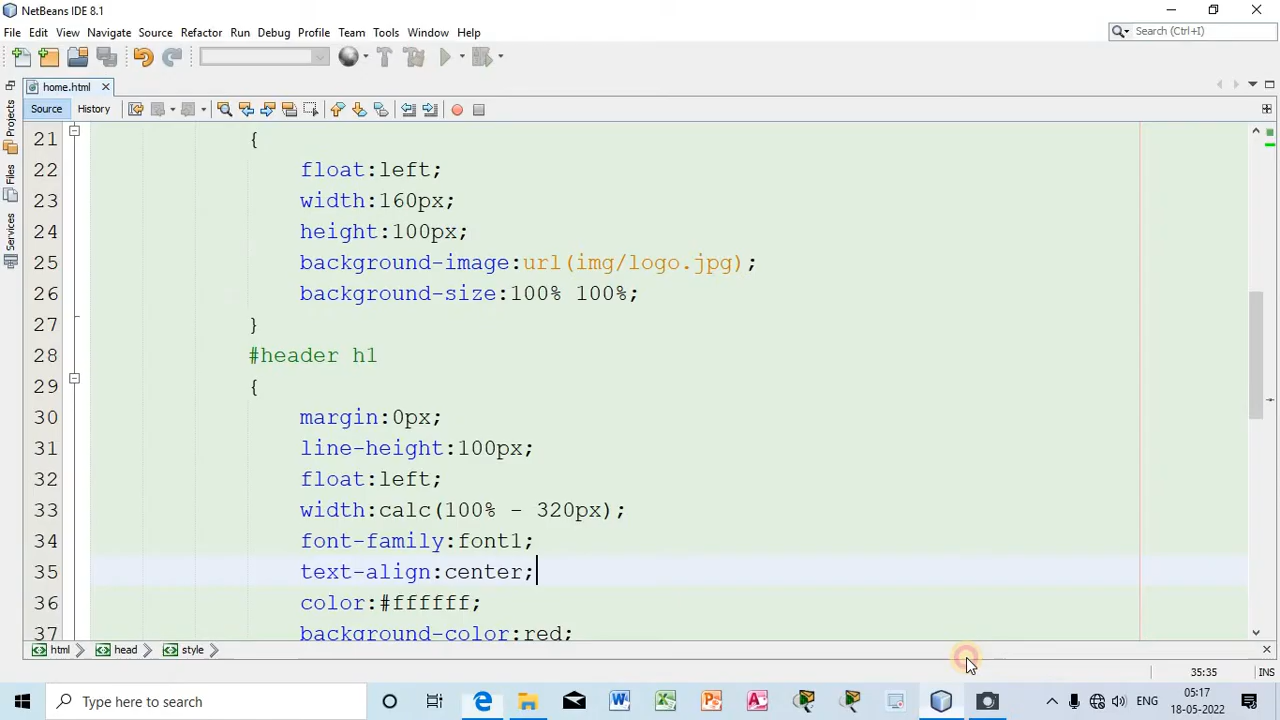 NetBeans IDE 8.1
File Edit View Navigate Source Refactor Run Debug Profile Team Tools Window Help
Search (Ctrl+I)
home.html
Source History
Projects
Files
Services
21 {
22 float:left;
23 width:160px;
24 height:100px;
25 background-image:url(img/logo.jpg);
26 background-size:100% 100%;
27 }
28 #header h1
29 {
30 margin:0px;
31 line-height:100px;
32 float:left;
33 width:calc(100% - 320px);
34 font-family:font1;
35 text-align:center;
36 color:#ffffff;
37 background-color:red;
html head style
35:35 INS
Type here to search
ENG
05:17
18-05-2022